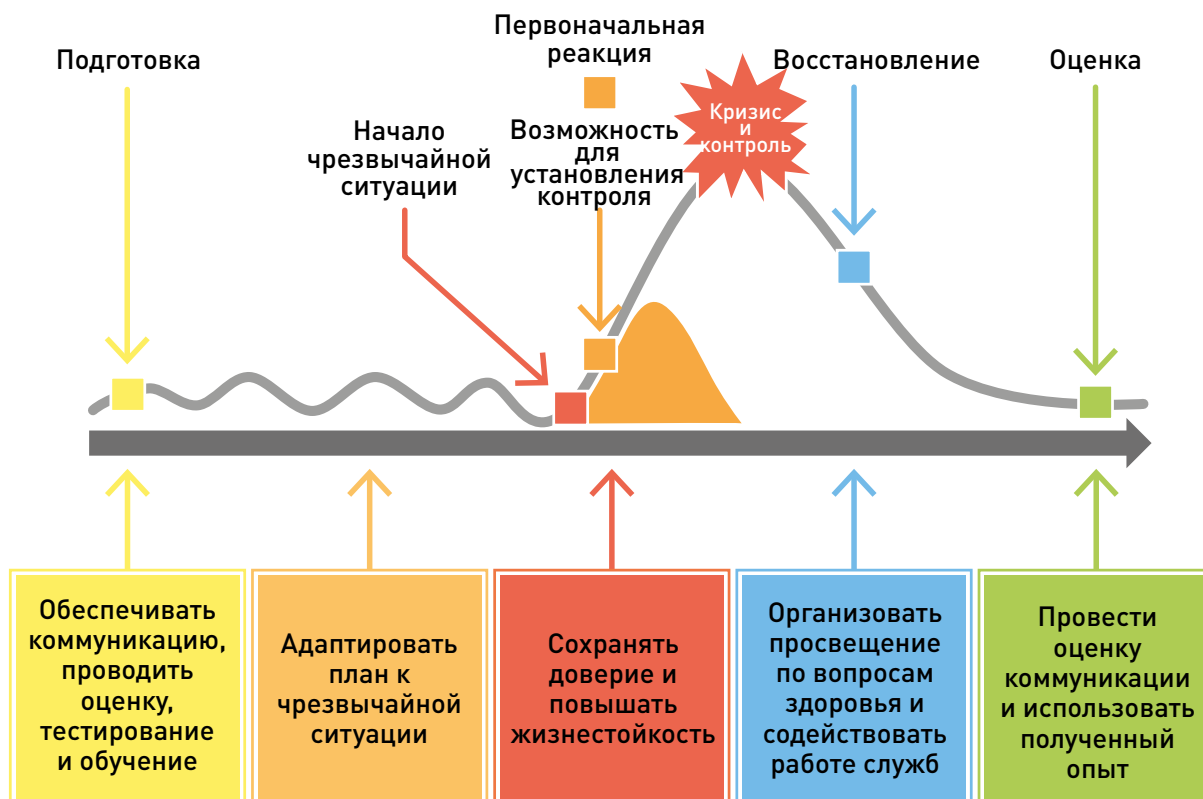 Подготовка
Начало
чрезвычайной
ситуации
Первоначальная
реакция
Возможность
для
установления
контроля
Кризис
и
контроль
Восстановление
Оценка
Обеспечивать
коммуникацию,
проводить
оценку,
тестирование
и обучение
Адаптировать
план к
чрезвычайной
ситуации
Сохранять
доверие и
повышать
жизнестойкость
Организовать
просвещение
по вопросам
здоровья и
содействовать
работе служб
Провести
оценку
коммуникации
и использовать
полученный
опыт